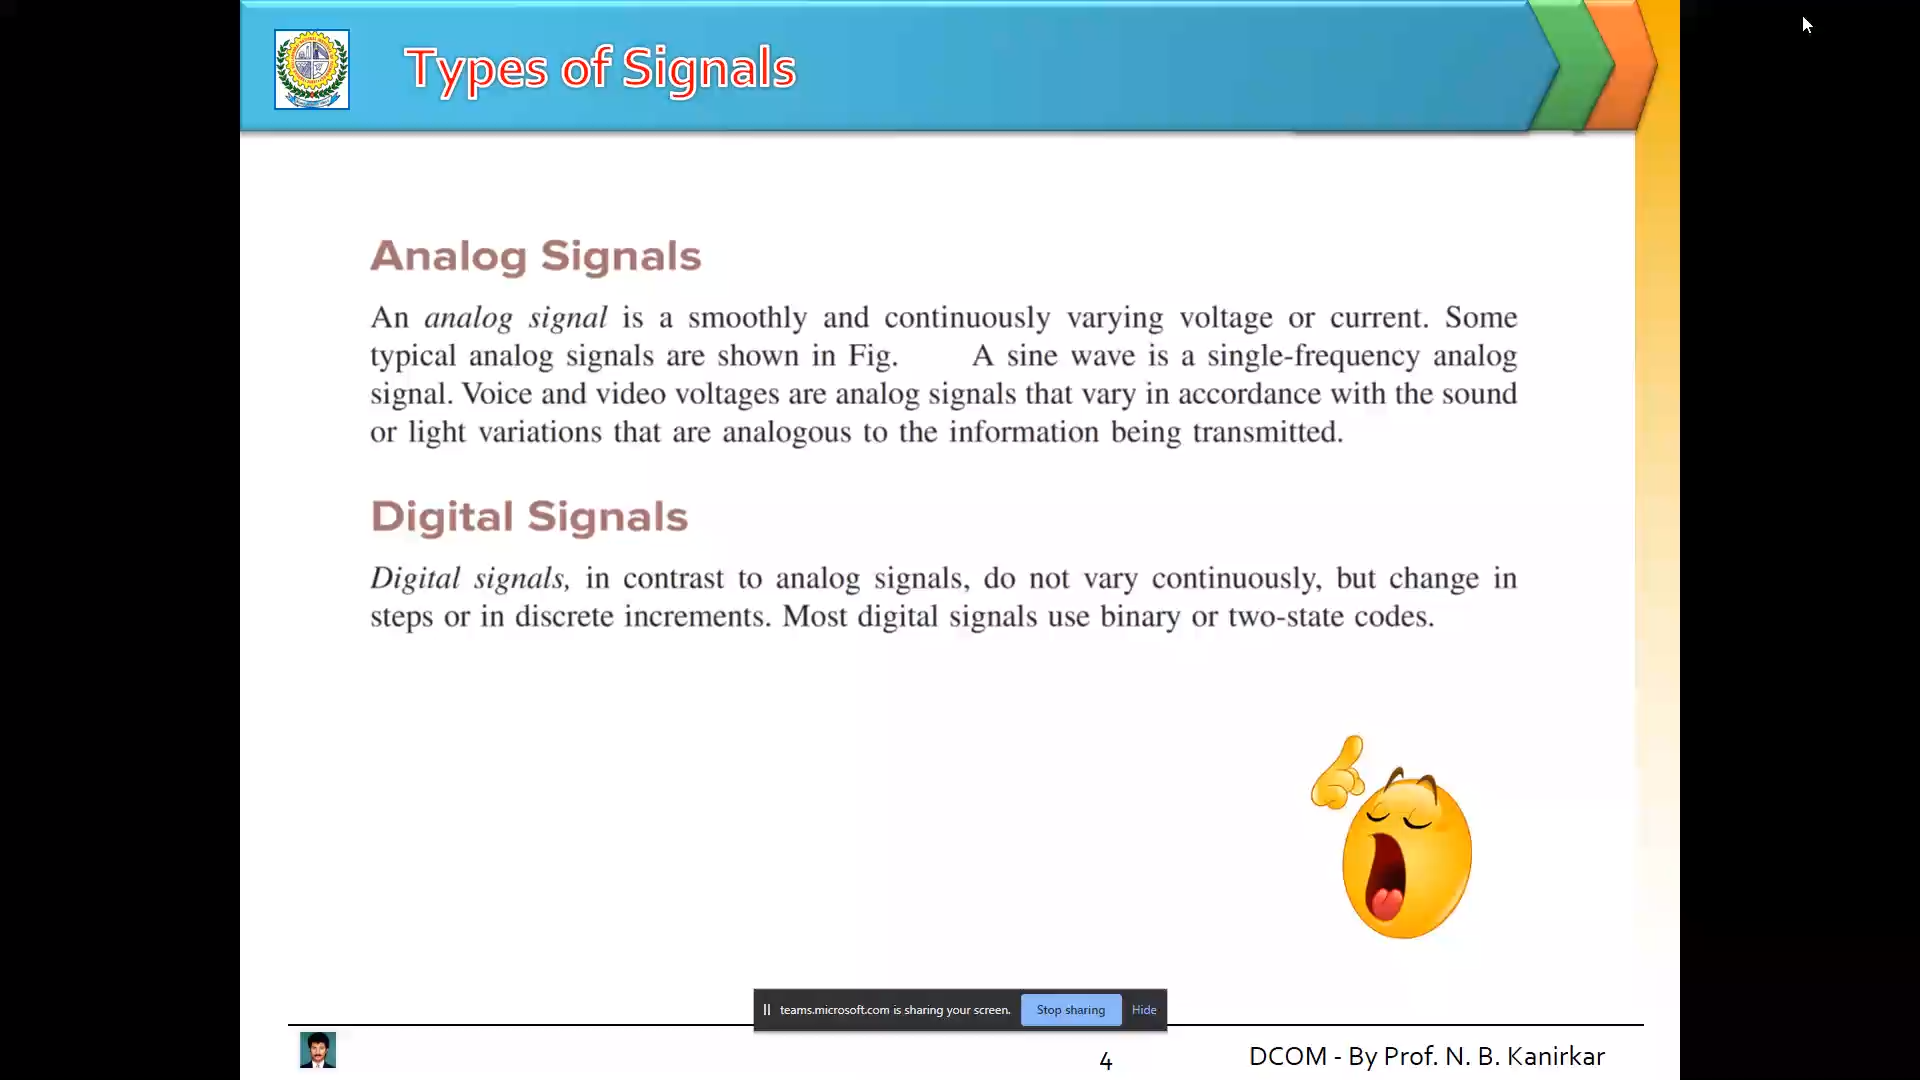 Types of Signals
Analog Signals
An analog signal is a smoothly and continuously varying voltage or current. Some
typical analog signals are shown in Fig. A sine wave is a single-frequency analog
signal. Voice and video voltages are analog signals that vary in accordance with the sound
or light variations that are analogous to the information being transmitted.
Digital Signals
Digital signals, in contrast to analog signals, do not vary continuously, but change in
steps or in discrete increments. Most digital signals use binary or two-state codes.
teams.microsoft.com is sharing your screen. Stop sharing Hide
4 DCOM - By Prof. N. B. Kanirkar